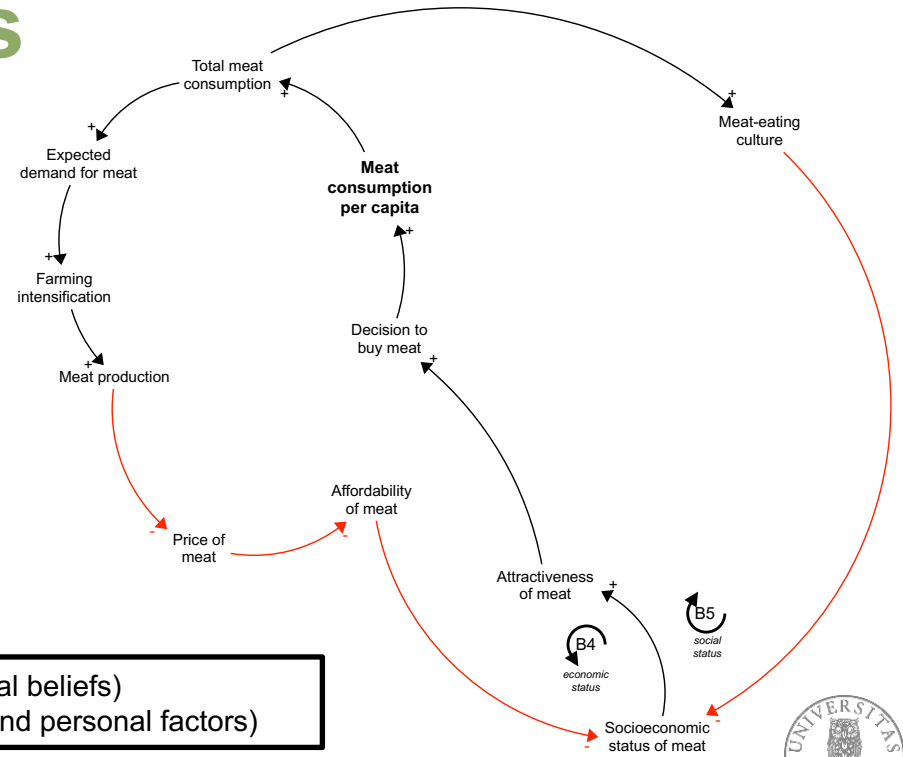 s
Total meat
consumption
+
+
Meat-eating
culture
+
Expected
demand for meat
Meat
consumption
per capita
+
+
Farming
intensification
Decision to
buy meat
+
+
Meat production
Affordability
of meat
-
-
Price of
meat
Attractiveness
of meat
+
B5
social
status
B4
economic
status
al beliefs)
nd personal factors)
-
Socioeconomic
status of meat
-
UNIVERSITAS